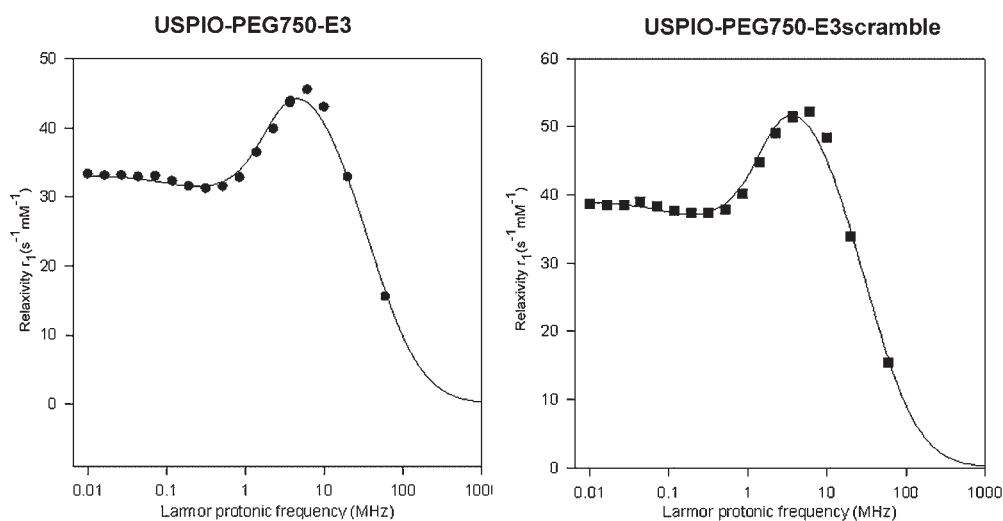 USPIO-PEG750-E3
50
40
30
20
10
0
Relaxivity r1(s-1mM-1)
0.01 0.1 1 10 100 100
Larmor protonic frequency (MHz)
USPIO-PEG750-E3scramble
60
50
40
30
20
10
0
Relaxivity r1(s-1mM-1)
0.01 0.1 1 10 100 1000
Larmor protonic frequency (MHz)